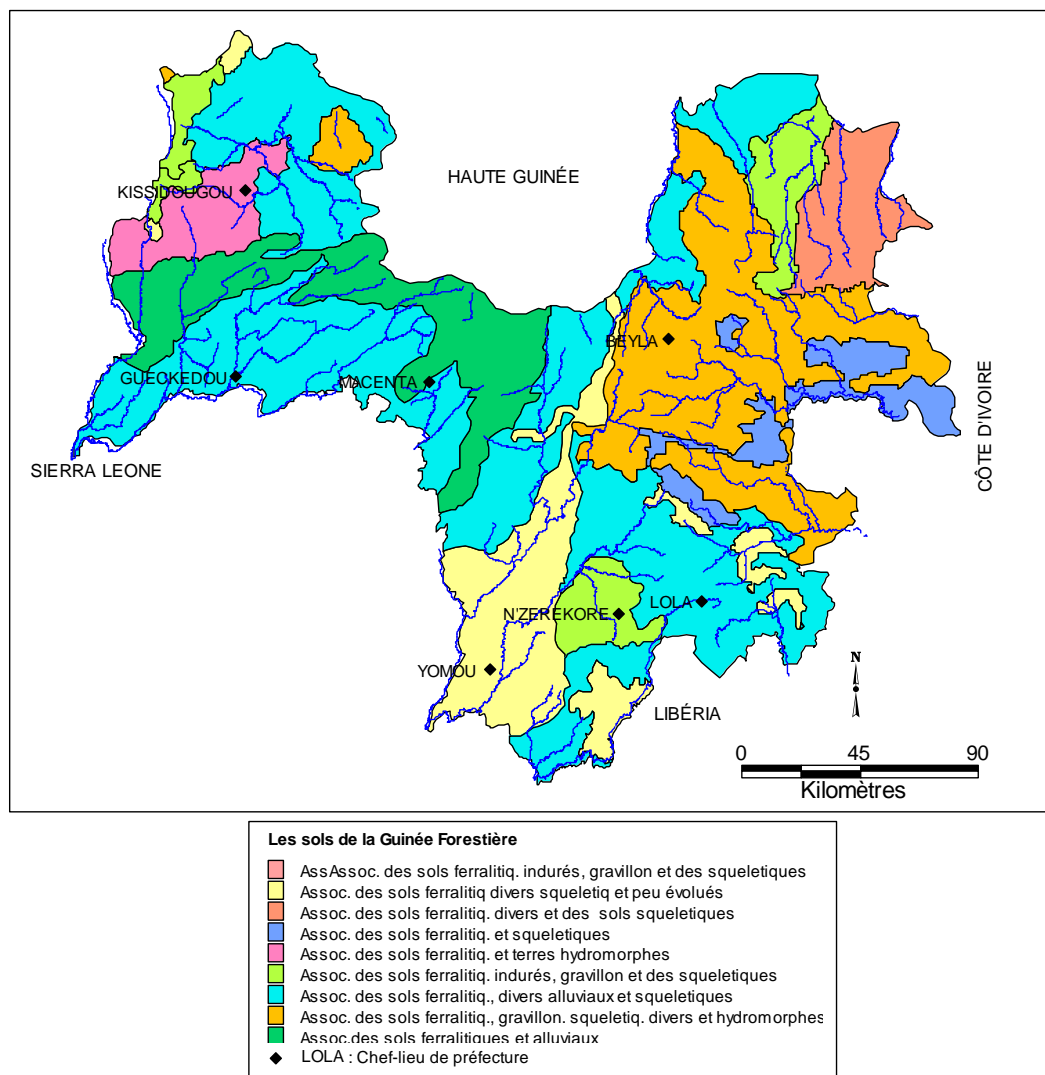 HAUTE GUINÉE
KISSIDOUGOU
BEYLA
GUECKEDOU
MACENTA
CÔTE D'IVOIRE
SIERRA LEONE
N'ZEREKORE
LOLA
YOMOU
N
LIBÉRIA
0 45 90
Kilomètres
Les sols de la Guinée Forestière
AssAssoc. des sols ferralitiq. indurés, gravillon et des squeletiques
Assoc. des sols ferralitiq divers squeletiq et peu évolués
Assoc. des sols ferralitiq. divers et des sols squeletiques
Assoc. des sols ferralitiq. et squeletiques
Assoc. des sols ferralitiq. et terres hydromorphes
Assoc. des sols ferralitiq. indurés, gravillon et des squeletiques
Assoc. des sols ferralitiq., divers alluviaux et squeletiques
Assoc. des sols ferralitiq., gravillon. squeletiq. divers et hydromorphes
Assoc.des sols ferralitiques et alluviaux
LOLA : Chef-lieu de préfecture